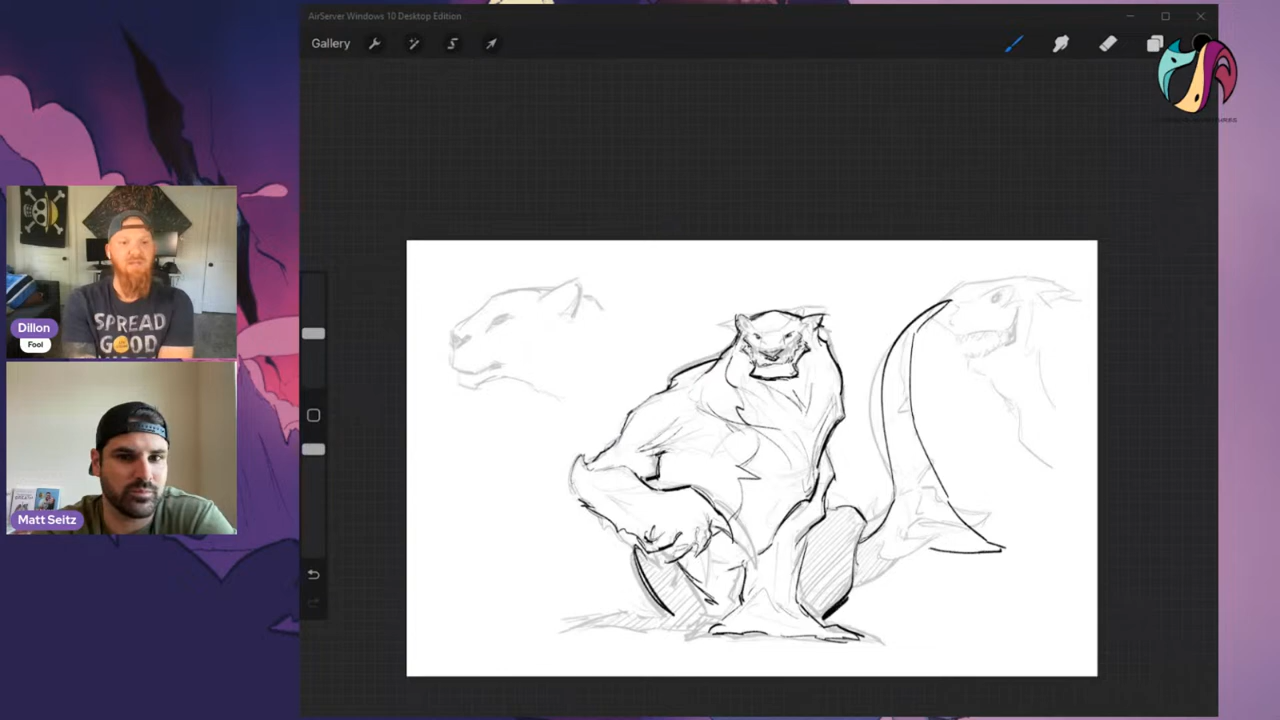 AirServer Windows 10 Desktop Edition
Gallery
SPREAD
GOOD
Dillon
Fool
Matt Seitz